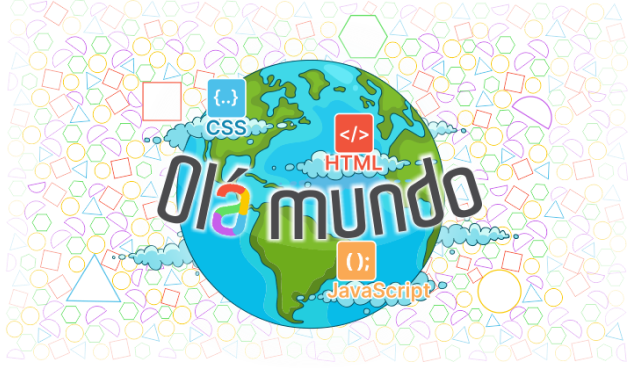 {..}
CSS
</>
HTML
Olá mundo
();
JavaScript